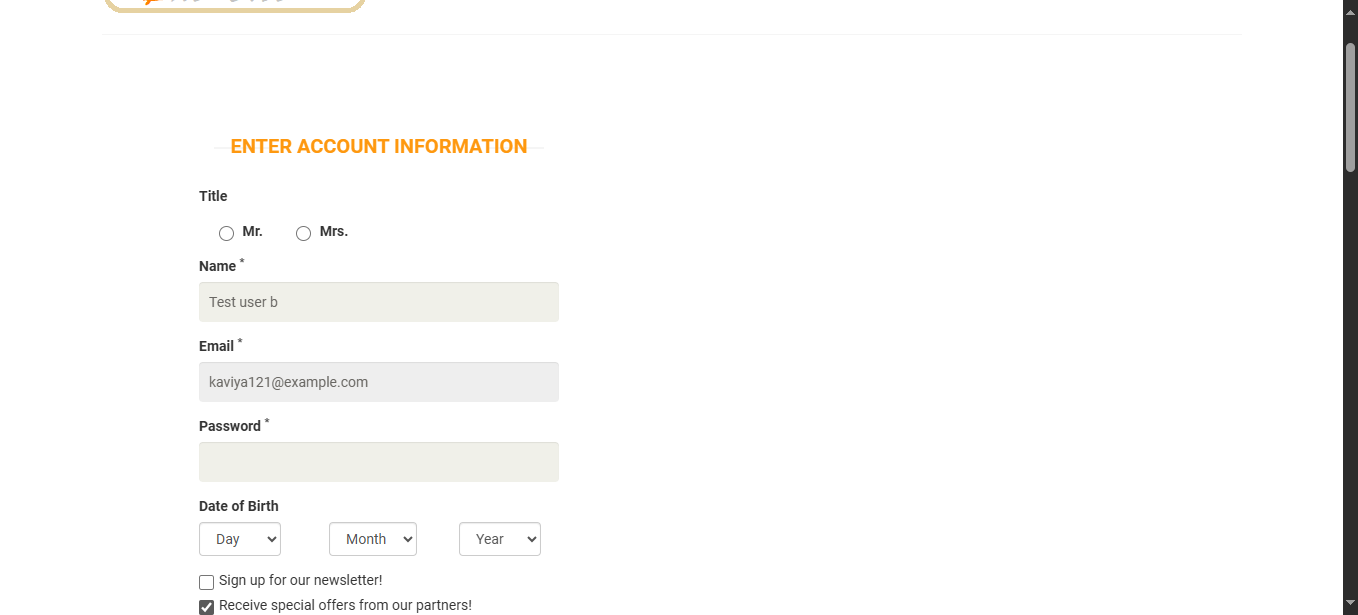 ENTER ACCOUNT INFORMATION
Title
Mr. Mrs.
Name *
Test user b
Email *
kaviya121@example.com
Password *
Date of Birth
Day Month Year
Sign up for our newsletter!
Receive special offers from our partners!